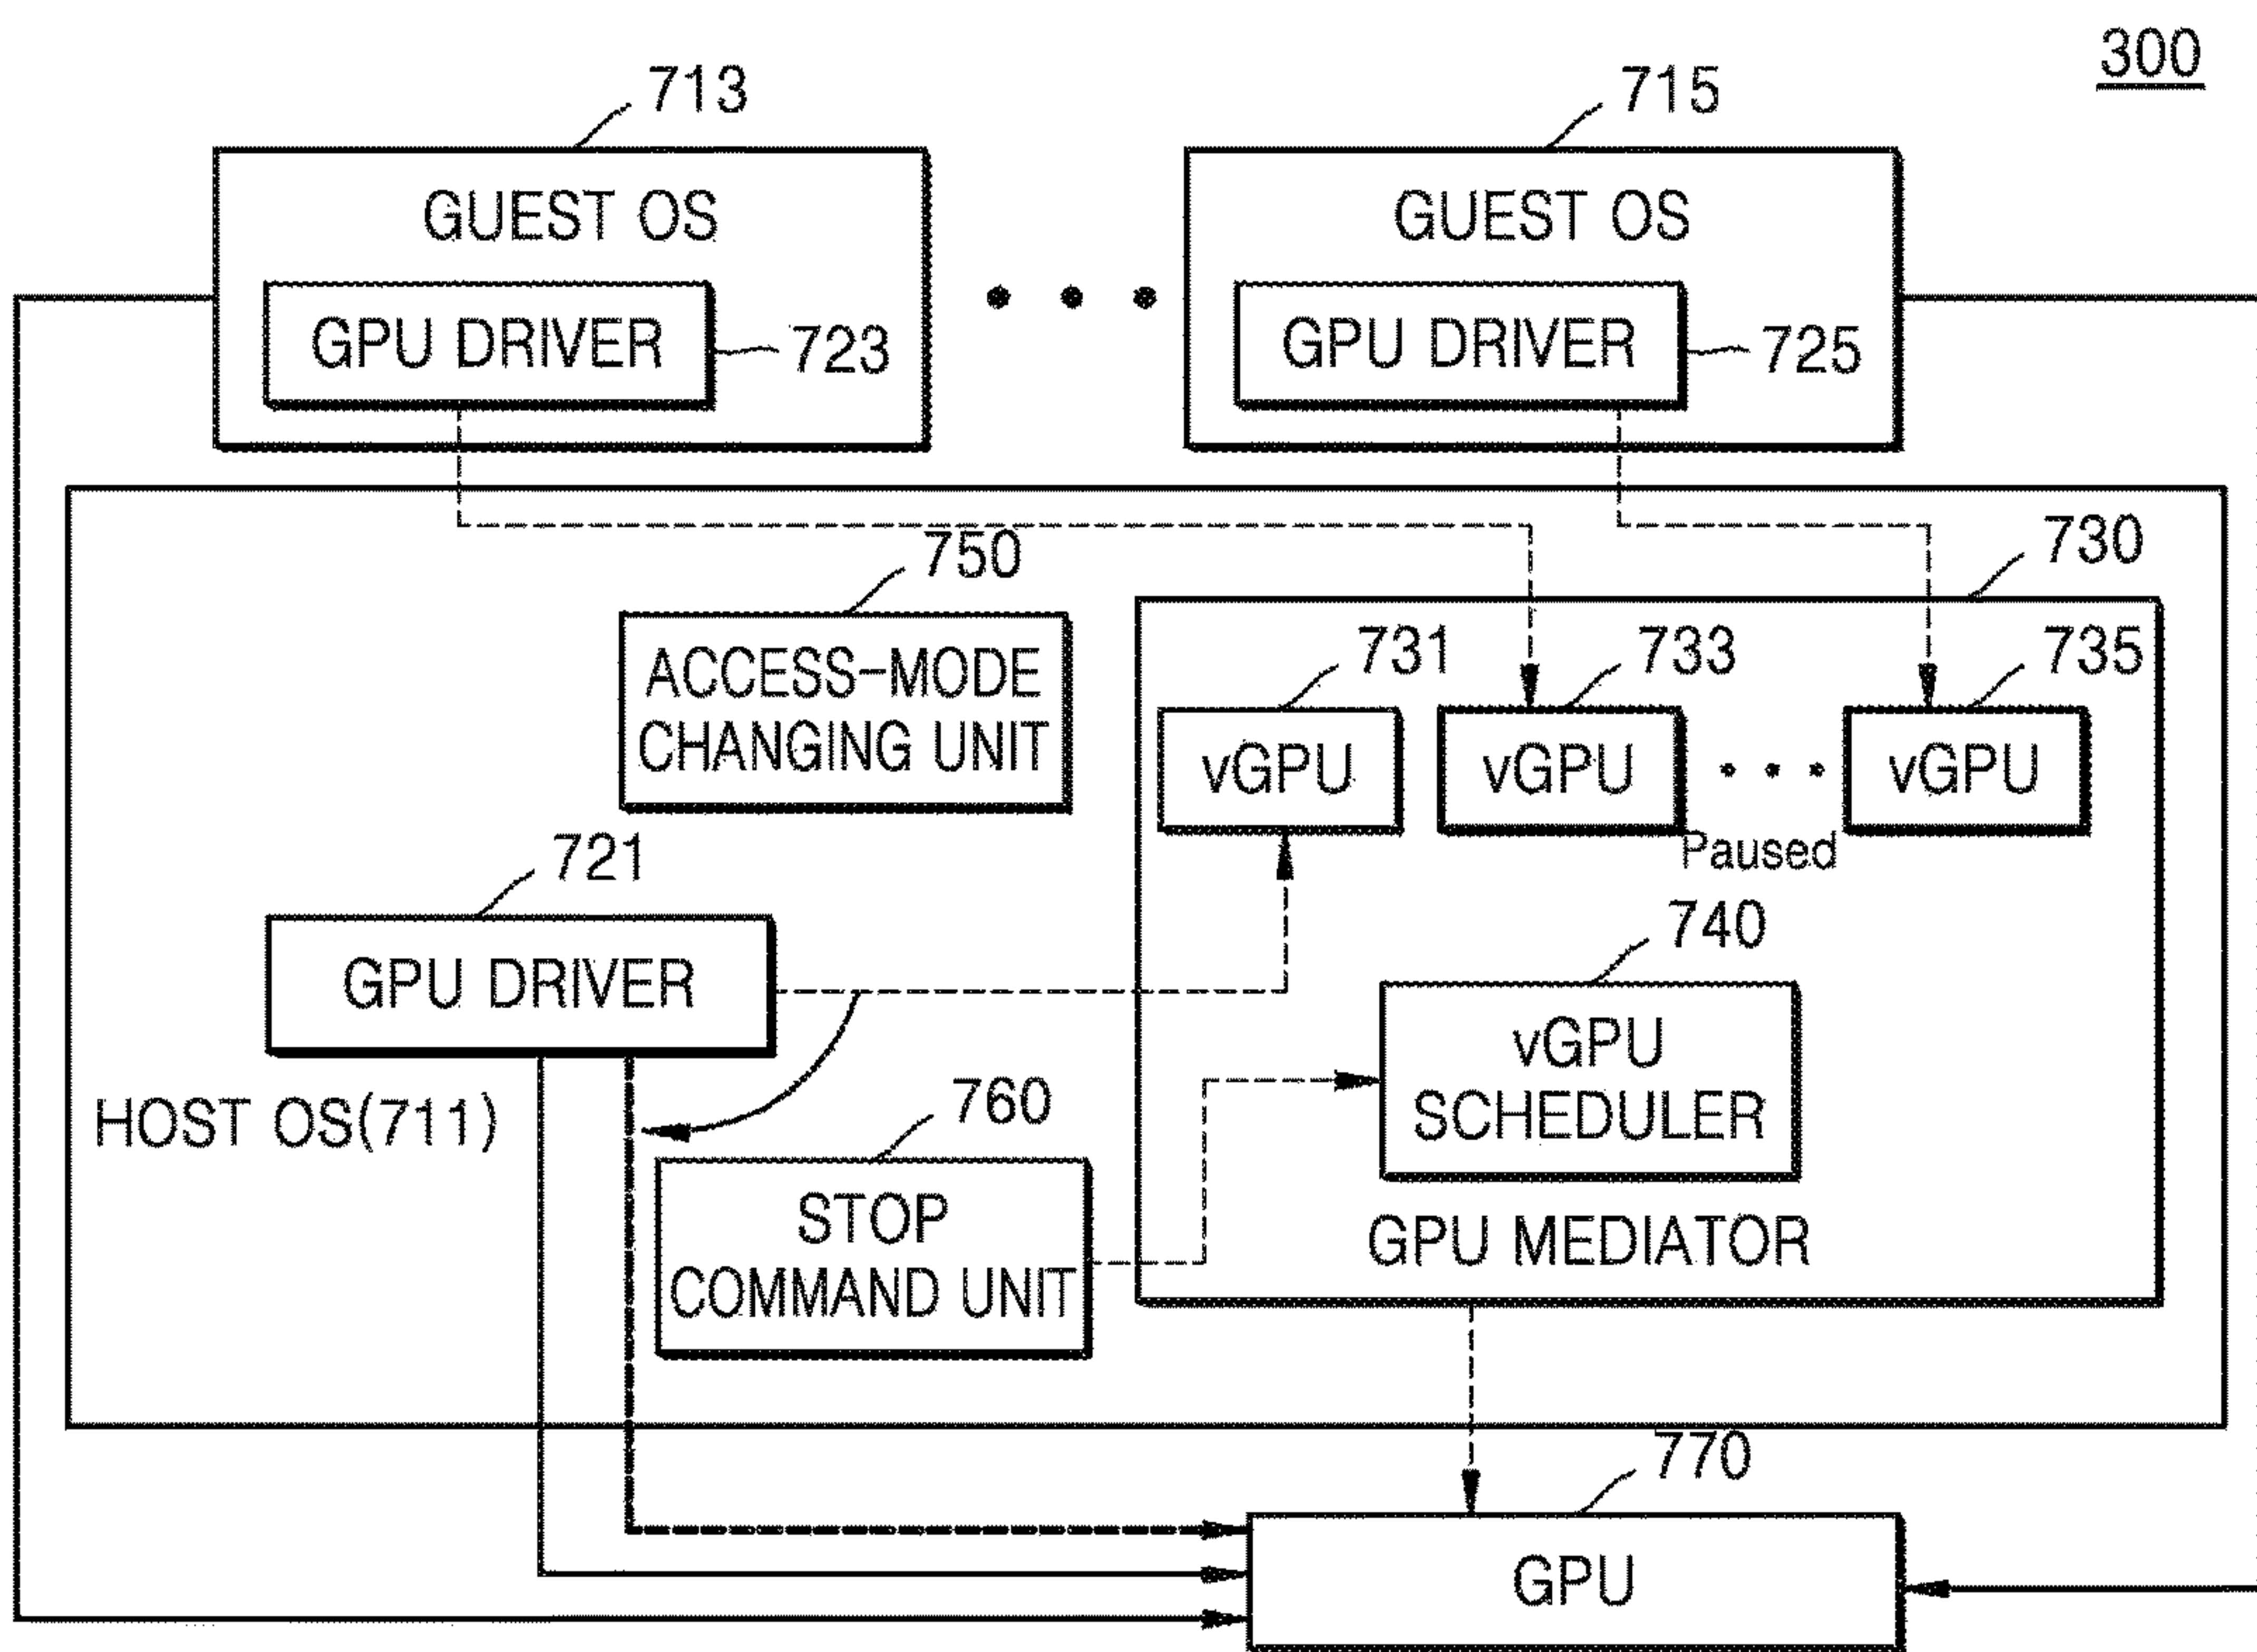 300
713
715
GUEST OS
GUEST OS
GPU DRIVER
723
GPU DRIVER
725
750
730
ACCESS-MODE
CHANGING UNIT
731
733
735
vGPU
vGPU
vGPU
Paused
721
GPU DRIVER
740
vGPU
SCHEDULER
HOST OS(711)
760
STOP
COMMAND UNIT
GPU MEDIATOR
770
GPU